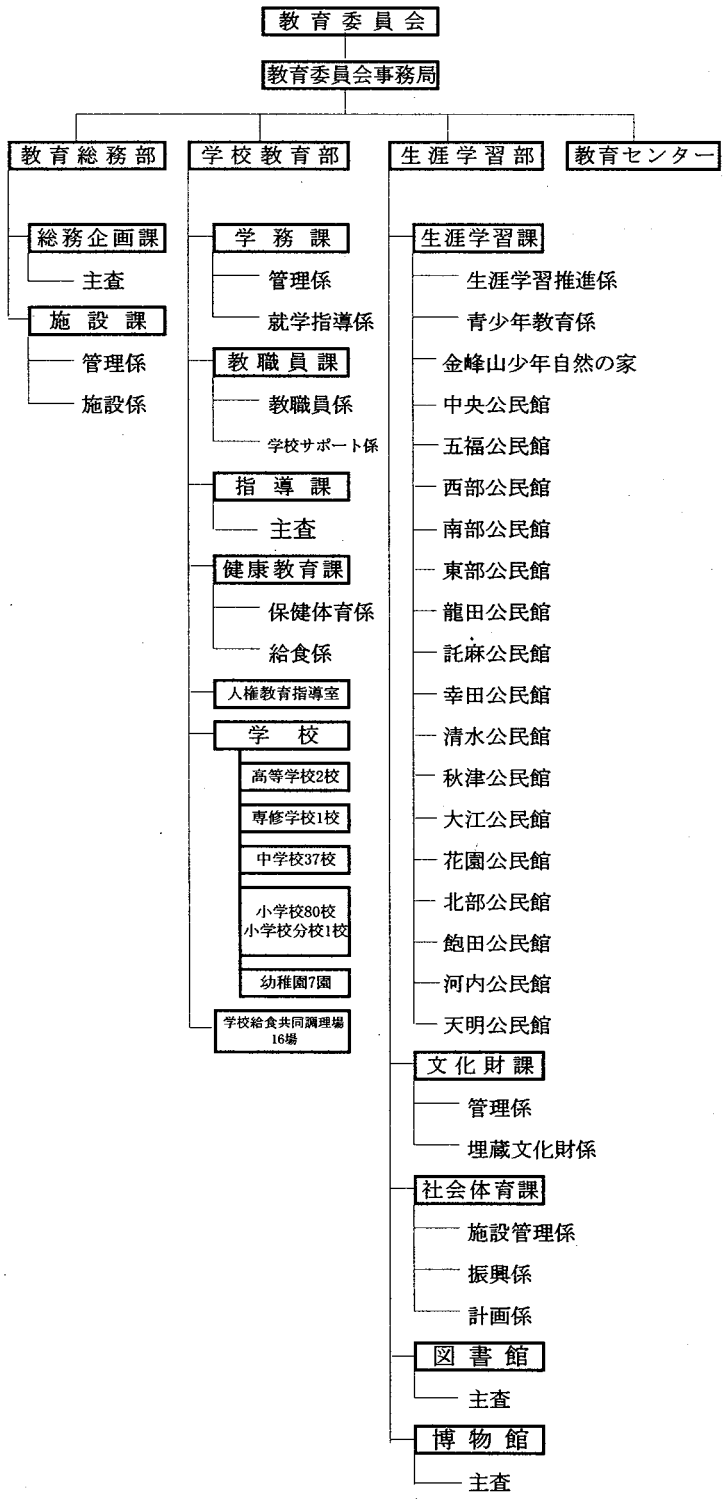 教育委員会
教育委員会事務局
教育総務部
総務企画課
主査
施設課
管理係
施設係
学校教育部
学務課
管理係
就学指導係
教職員課
教職員係
学校サポート係
指導課
主査
健康教育課
保健体育係
給食係
人権教育指導室
学校
高等学校2校
専修学校1校
中学校37校
小学校80校
小学校分校1校
幼稚園7園
学校給食共同調理場
16場
生涯学習部
生涯学習課
生涯学習推進係
青少年教育係
金峰山少年自然の家
中央公民館
五福公民館
西部公民館
南部公民館
東部公民館
龍田公民館
託麻公民館
幸田公民館
清水公民館
秋津公民館
大江公民館
花園公民館
北部公民館
飽田公民館
河内公民館
天明公民館
文化財課
管理係
埋蔵文化財係
社会体育課
施設管理係
振興係
計画係
図書館
主査
博物館
主査
教育センター